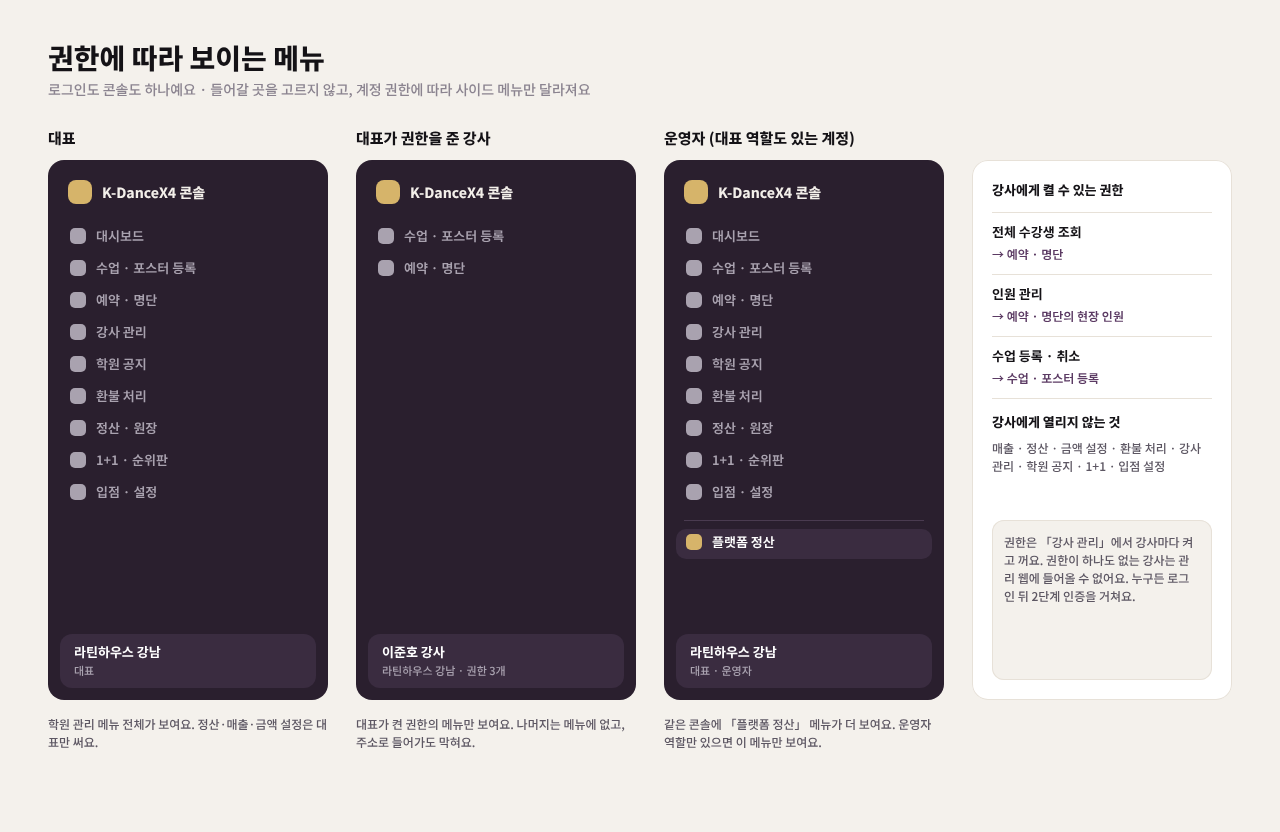 권한에 따라 보이는 메뉴
로그인도 콘솔도 하나예요 · 들어갈 곳을 고르지 않고, 계정 권한에 따라 사이드 메뉴만 달라져요
대표
K-DanceX4 콘솔
대시보드
수업 · 포스터 등록
예약 · 명단
강사 관리
학원 공지
환불 처리
정산 · 원장
1+1 · 순위판
입점 · 설정
라틴하우스 강남
대표
학원 관리 메뉴 전체가 보여요. 정산·매출·금액 설정은 대
표만 써요.
대표가 권한을 준 강사
K-DanceX4 콘솔
수업 · 포스터 등록
예약 · 명단
이준호 강사
라틴하우스 강남 · 권한 3개
대표가 켠 권한의 메뉴만 보여요. 나머지는 메뉴에 없고,
주소로 들어가도 막혀요.
운영자 (대표 역할도 있는 계정)
K-DanceX4 콘솔
대시보드
수업 · 포스터 등록
예약 · 명단
강사 관리
학원 공지
환불 처리
정산 · 원장
1+1 · 순위판
입점 · 설정
플랫폼 정산
라틴하우스 강남
대표 · 운영자
같은 콘솔에 「플랫폼 정산」 메뉴가 더 보여요. 운영자
역할만 있으면 이 메뉴만 보여요.
강사에게 켤 수 있는 권한
전체 수강생 조회
→ 예약 · 명단
인원 관리
→ 예약 · 명단의 현장 인원
수업 등록 · 취소
→ 수업 · 포스터 등록
강사에게 열리지 않는 것
매출 · 정산 · 금액 설정 · 환불 처리 · 강사
관리 · 학원 공지 · 1+1 · 입점 설정
권한은 「강사 관리」에서 강사마다 켜
고 꺼요. 권한이 하나도 없는 강사는 관
리 웹에 들어올 수 없어요. 누구든 로그
인 뒤 2단계 인증을 거쳐요.